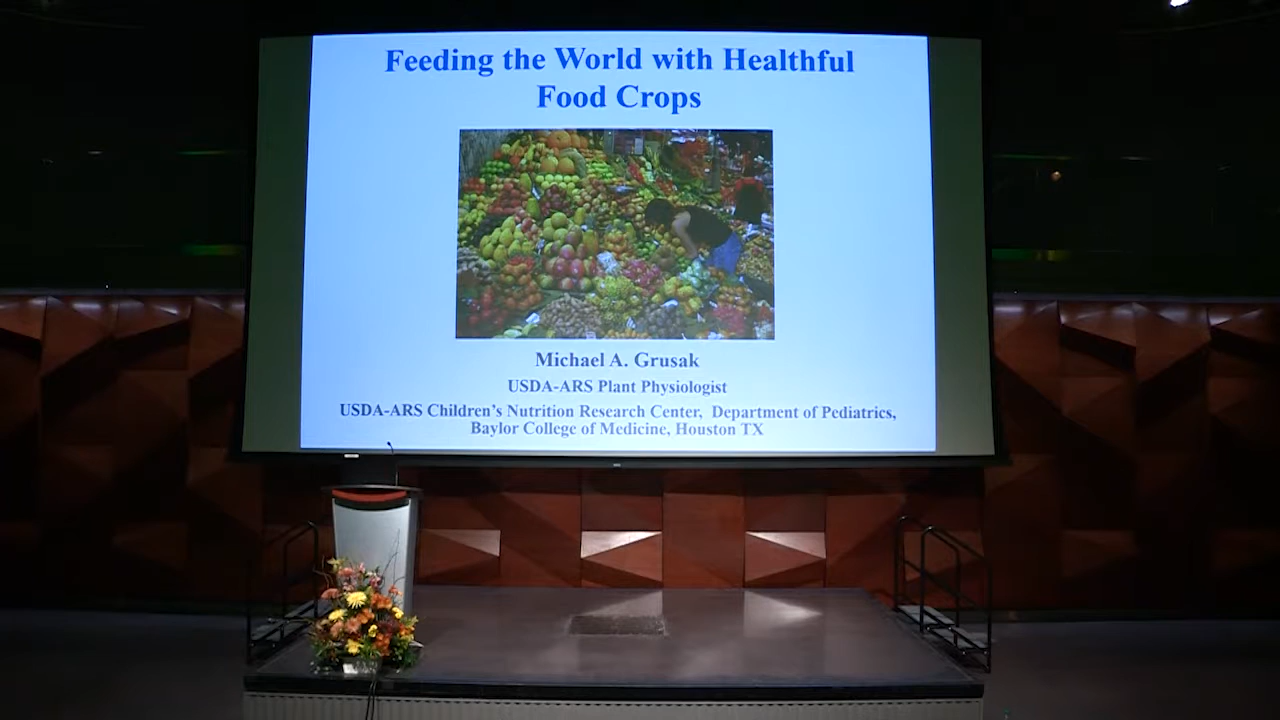 Feeding the World with Healthful
Food Crops
Michael A. Grusak
USDA-ARS Plant Physiologist
USDA-ARS Children's Nutrition Research Center, Department of Pediatrics,
Baylor College of Medicine, Houston TX